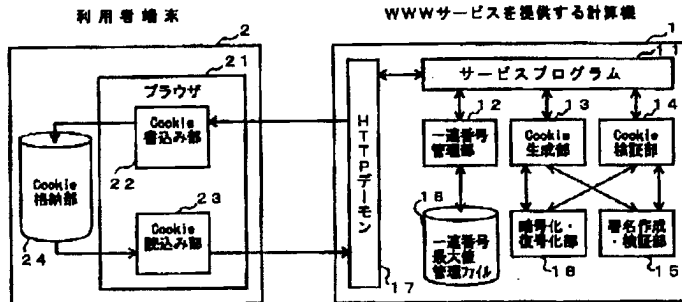 利用者端末
WWWサービスを提供する計算機
2
21
ブラウザ
Cookie
書込み部
22
Cookie
格納部
24
23
Cookie
読込み部
1
11
サービスプログラム
HTTPデーモン
17
12
一連番号
管理部
13
Cookie
生成部
14
Cookie
検証部
18
一連番号
最大値
管理ファイル
暗号化・
復号化部
16
署名作成
・検証部
15